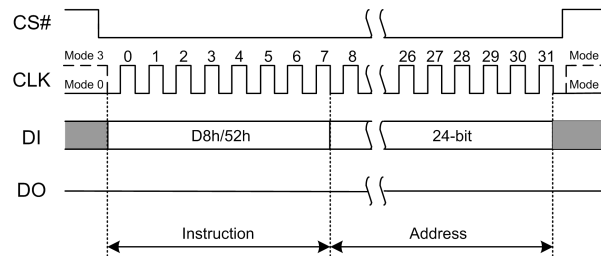 CS#
Mode 3 0 1 2 3 4 5 6 7 8 26 27 28 29 30 31 Mode
CLK Mode 0 Mode
DI D8h/52h 24-bit
DO
Instruction Address